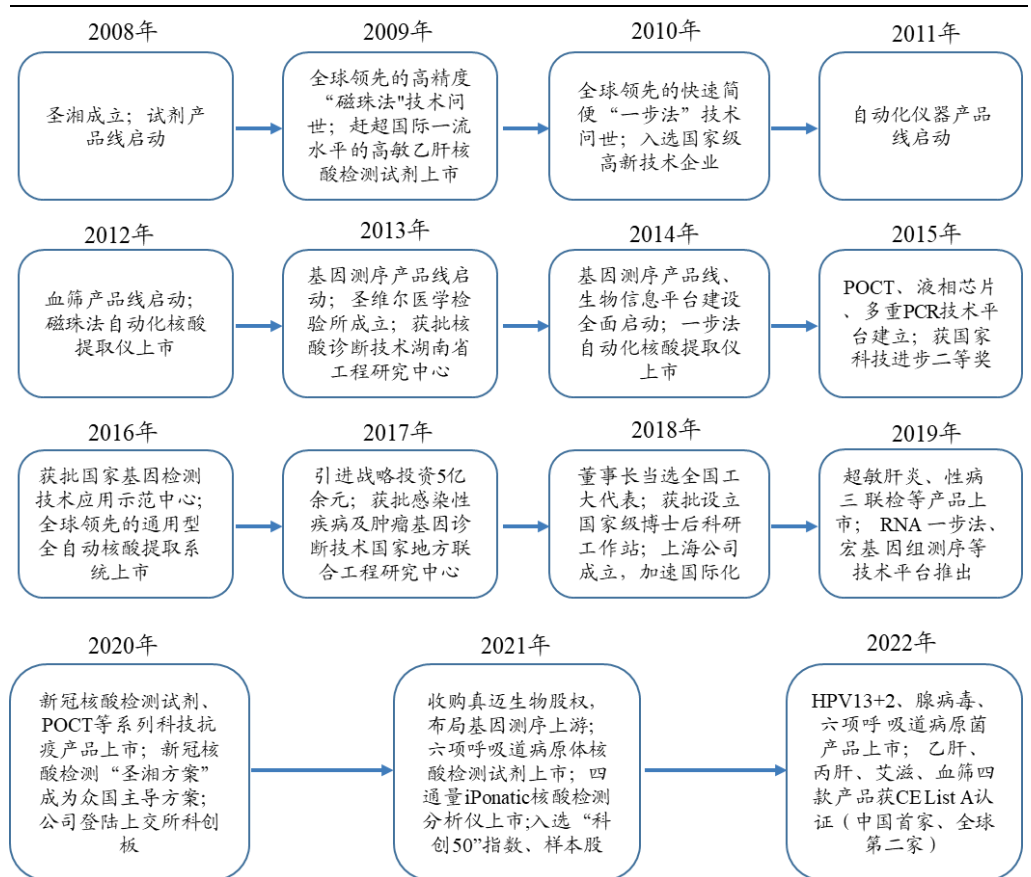 2008年
圣湘成立；试剂产
品线启动
2009年
全球领先的高精度
“磁珠法"技术问
世；赶超国际一流
水平的高敏乙肝核
酸检测试剂上市
2010年
全球领先的快速简
便“一步法”技术
问世；入选国家级
高新技术企业
2011年
自动化仪器产品
线启动
2012年
血筛产品线启动；
磁珠法自动化核酸
提取仪上市
2013年
基因测序产品线启
动；圣维尔医学检
验所成立；获批核
酸诊断技术湖南省
工程研究中心
2014年
基因测序产品线、
生物信息平台建设
全面启动；一步法
自动化核酸提取仪
上市
2015年
POCT、液相芯片
、多重PCR技术平
台建立；获国家
科技进步二等奖
2016年
获批国家基因检测
技术应用示范中心;
全球领先的通用型
全自动核酸提取系
统上市
2017年
引进战略投资5亿
余元；获批感染性
疾病及肿瘤基因诊
断技术国家地方联
合工程研究中心
2018年
董事长当选全国工
大代表；获批设立
国家级博士后科研
工作站；上海公司
成立，加速国际化
2019年
超敏肝炎、性病
三 联检等产品上
市； RNA 一步法、
宏基因组测序等
技术平台推出
2020年
新冠核酸检测试剂、
POCT等系列科技抗
疫产品上市；新冠核
酸检测“圣湘方案”
成为众国主导方案；
公司登陆上交所科创
板
2021年
收购真迈生物股权，
布局基因测序上游；
六项呼吸道病原体核
酸检测试剂上市；四
通量iPonatic核酸检测
分析仪上市;入选“科
创50”指数、样本股
2022年
HPV13+2、腺病毒、
六项呼 吸道病原菌
产品上市； 乙肝、
丙肝、艾滋、血筛四
款产品获CE List A认
证（中国首家、全球
第二家）